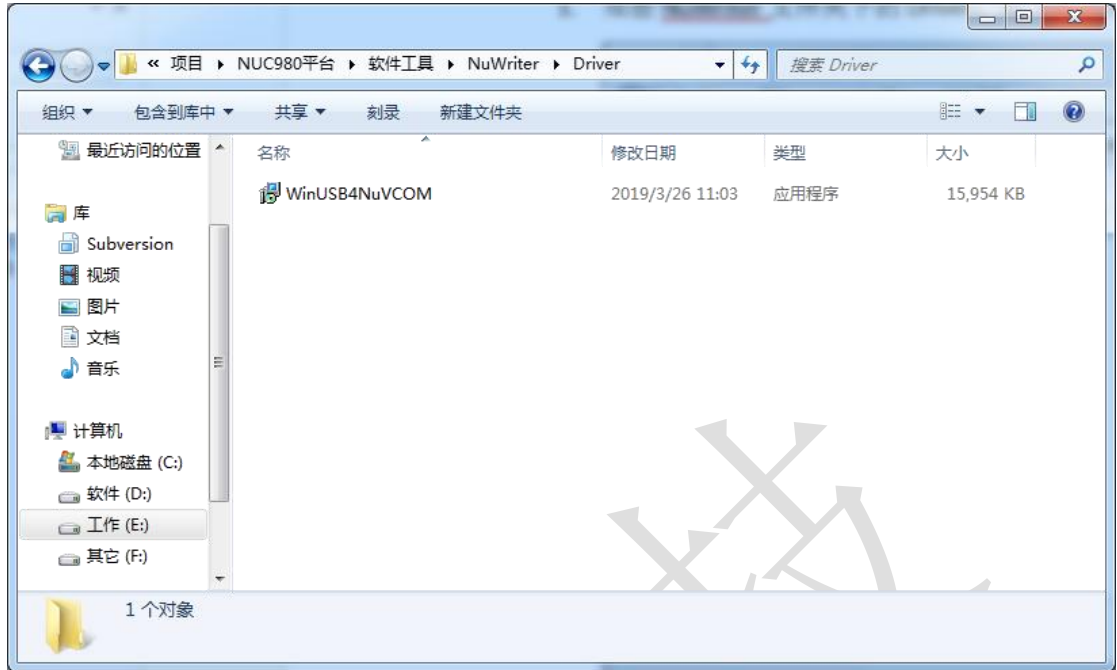 « 项目 ▸ NUC980平台 ▸ 软件工具 ▸ NuWriter ▸ Driver
搜索 Driver
组织 包含到库中 共享 刻录 新建文件夹
最近访问的位置
库
Subversion
视频
图片
文档
音乐
计算机
本地磁盘 (C:)
软件 (D:)
工作 (E:)
其它 (F:)
名称 修改日期 类型 大小
WinUSB4NuVCOM 2019/3/26 11:03 应用程序 15,954 KB
1 个对象